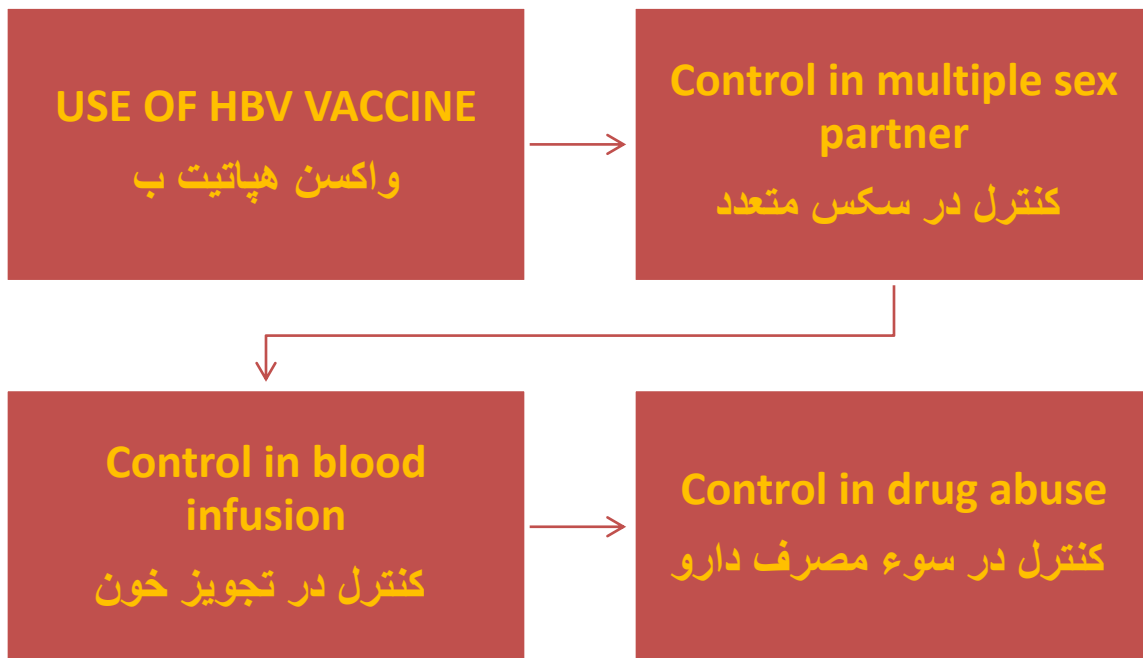 USE OF HBV VACCINE
واکسن هپاتیت ب
Control in multiple sex
partner
کنترل در سکس متعدد
Control in blood
infusion
کنترل در تجویز خون
Control in drug abuse
کنترل در سوء مصرف دارو